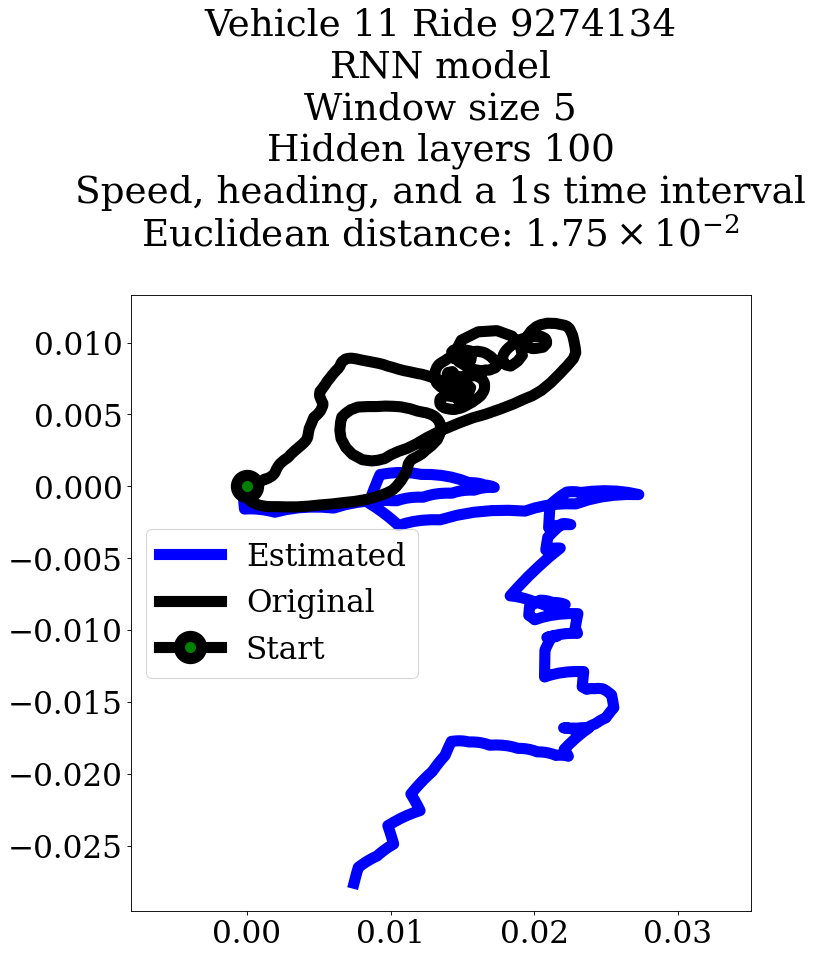 Vehicle 11 Ride 9274134
RNN model
Window size 5
Hidden layers 100
Speed, heading, and a 1s time interval
Euclidean distance: 1.75 × 10⁻²
0.010
0.005
0.000
−0.005
−0.010
−0.015
−0.020
−0.025
Estimated
Original
Start
0.00 0.01 0.02 0.03